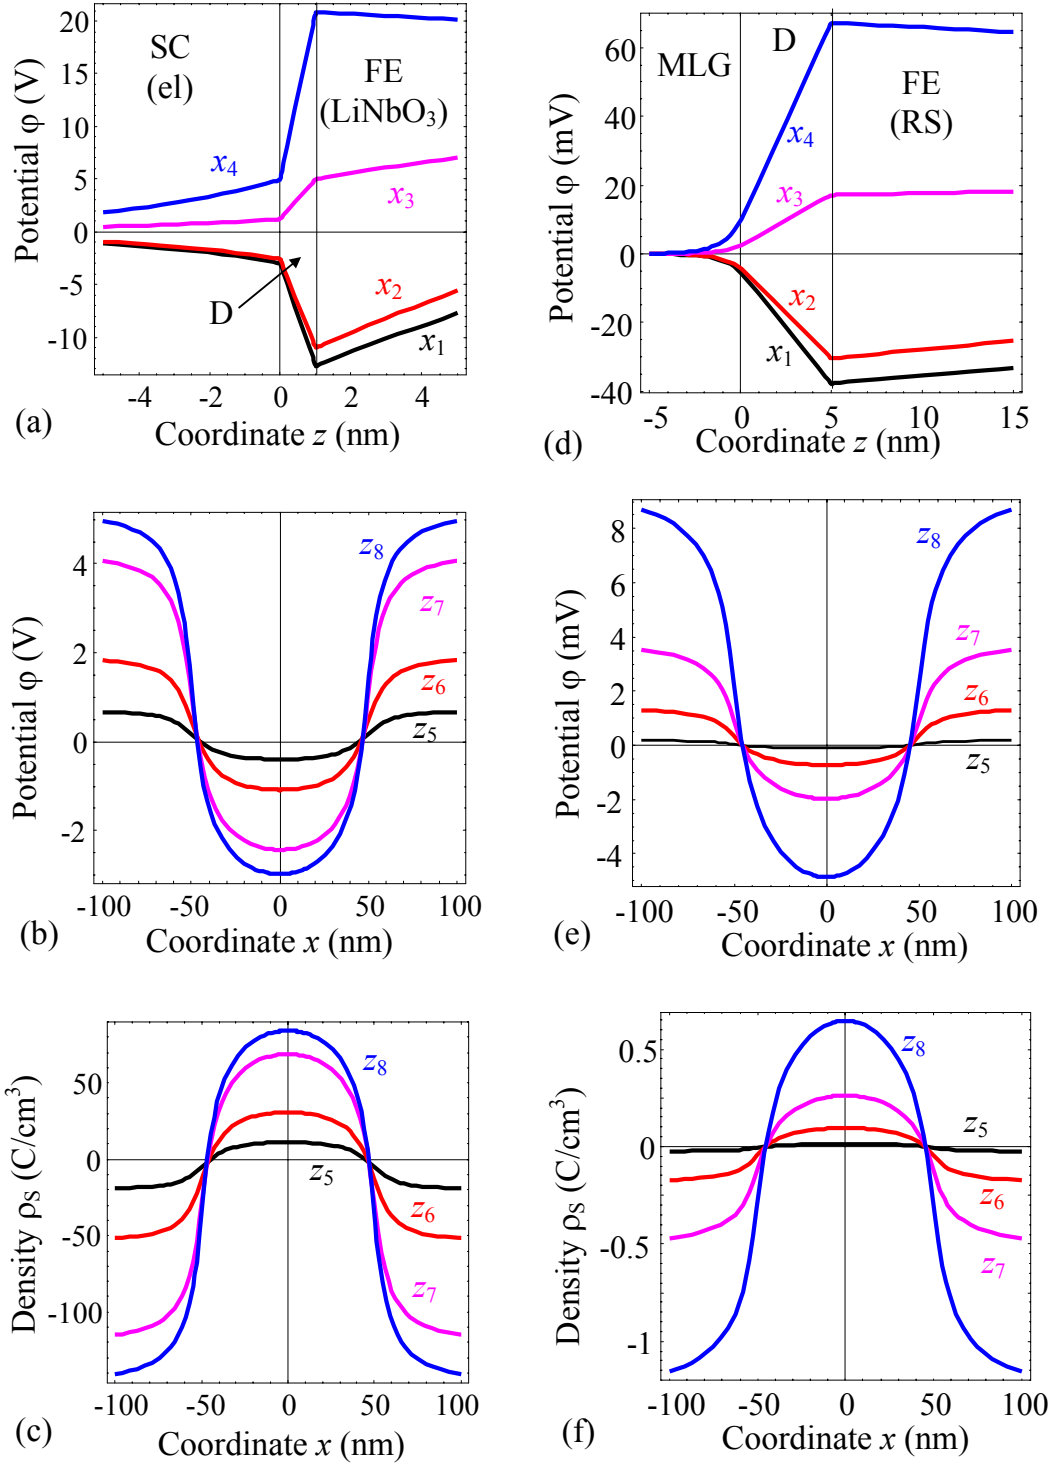 20
15
10
5
0
-5
-10
Potential φ (V)
SC
(el)
FE
(LiNbO3)
x4
x3
x2
x1
D
-4 -2 0 2 4
Coordinate z (nm)
(a)
60
40
20
0
-20
-40
Potential φ (mV)
MLG
D
FE
(RS)
x4
x3
x2
x1
-5 0 5 10 15
Coordinate z (nm)
(d)
4
2
0
-2
Potential φ (V)
z8
z7
z6
z5
-100 -50 0 50 100
Coordinate x (nm)
(b)
8
6
4
2
0
-2
-4
Potential φ (mV)
z8
z7
z6
z5
-100 -50 0 50 100
Coordinate x (nm)
(e)
50
0
-50
-100
Density ρS (C/cm3)
z8
z5
z6
z7
-100 -50 0 50 100
Coordinate x (nm)
(c)
0.5
0
-0.5
-1
Density ρS (C/cm3)
z8
z5
z6
z7
-100 -50 0 50 100
Coordinate x (nm)
(f)